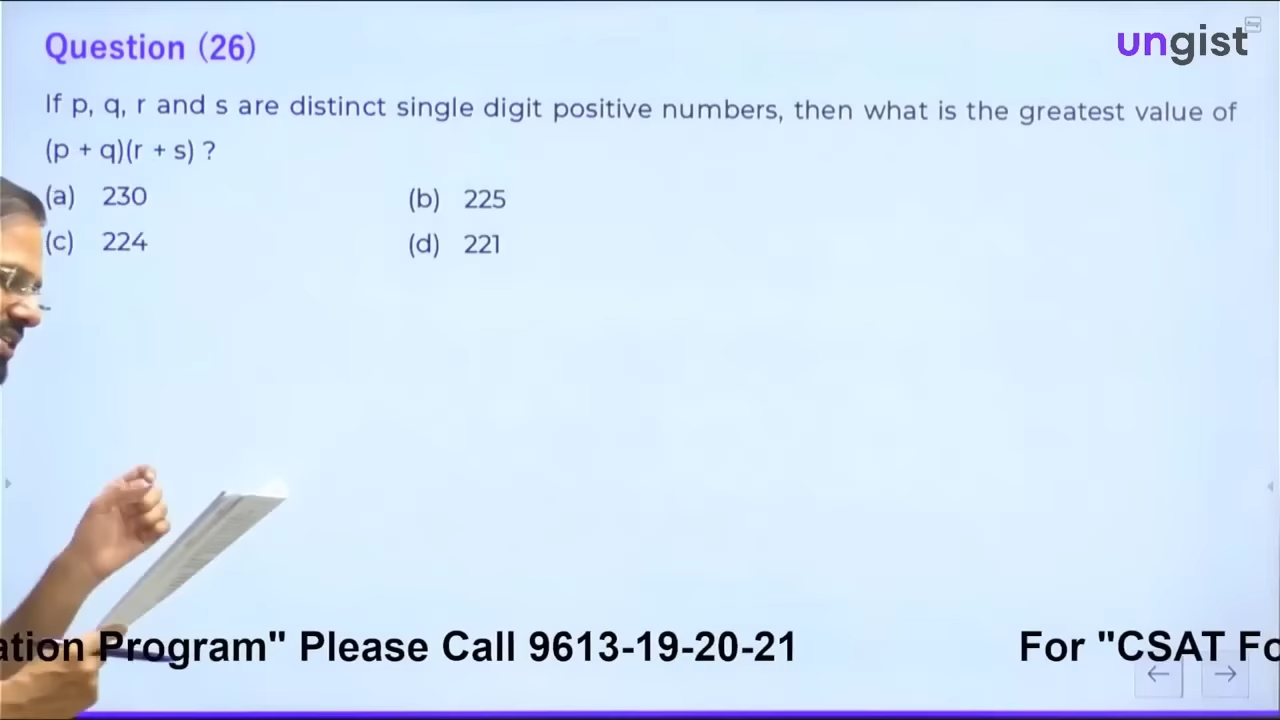 Question (26)
ungist
If p, q, r and s are distinct single digit positive numbers, then what is the greatest value of
(p + q)(r + s) ?
(a) 230
(b) 225
(c) 224
(d) 221
ation Program" Please Call 9613-19-20-21
For "CSAT Fo